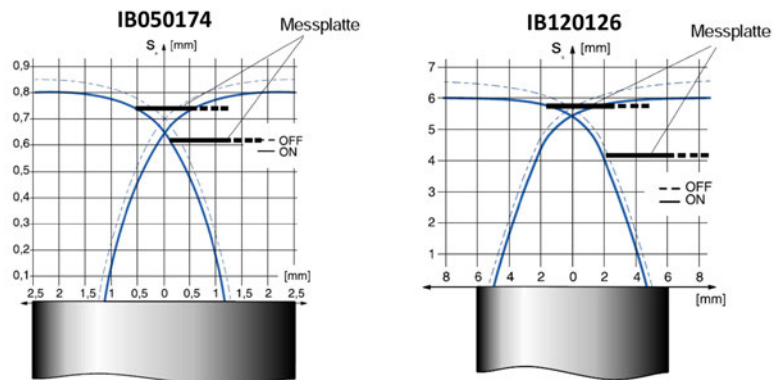 IB050174
S [mm]
Messplatte
0,9
0,8
0,7
0,6
0,5
0,4
0,3
0,2
0,1
OFF
ON
[mm]
2,5 2 1,5 1 0,5 0 0,5 1 1,5 2 2,5
IB120126
S [mm]
Messplatte
7
6
5
4
3
2
1
OFF
ON
8 6 4 2 0 2 4 6 8
[mm]